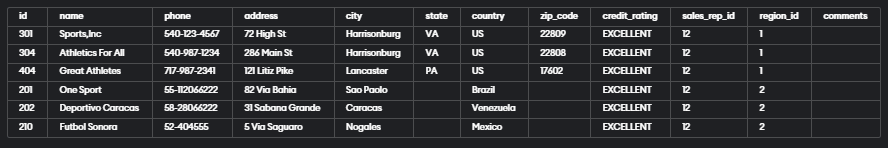 id name phone address city state country zip_code credit_rating sales_rep_id region_id comments
301 Sports,Inc 540-123-4567 72 High St Harrisonburg VA US 22809 EXCELLENT 12 1
304 Athletics For All 540-987-1234 286 Main St Harrisonburg VA US 22808 EXCELLENT 12 1
404 Great Athletes 717-987-2341 121 Litiz Pike Lancaster PA US 17602 EXCELLENT 12 1
201 One Sport 55-112066222 82 Via Bahia Sao Paolo Brazil EXCELLENT 12 2
202 Deportivo Caracas 58-28066222 31 Sabana Grande Caracas Venezuela EXCELLENT 12 2
210 Futbol Sonora 52-404555 5 Via Saguaro Nogales Mexico EXCELLENT 12 2